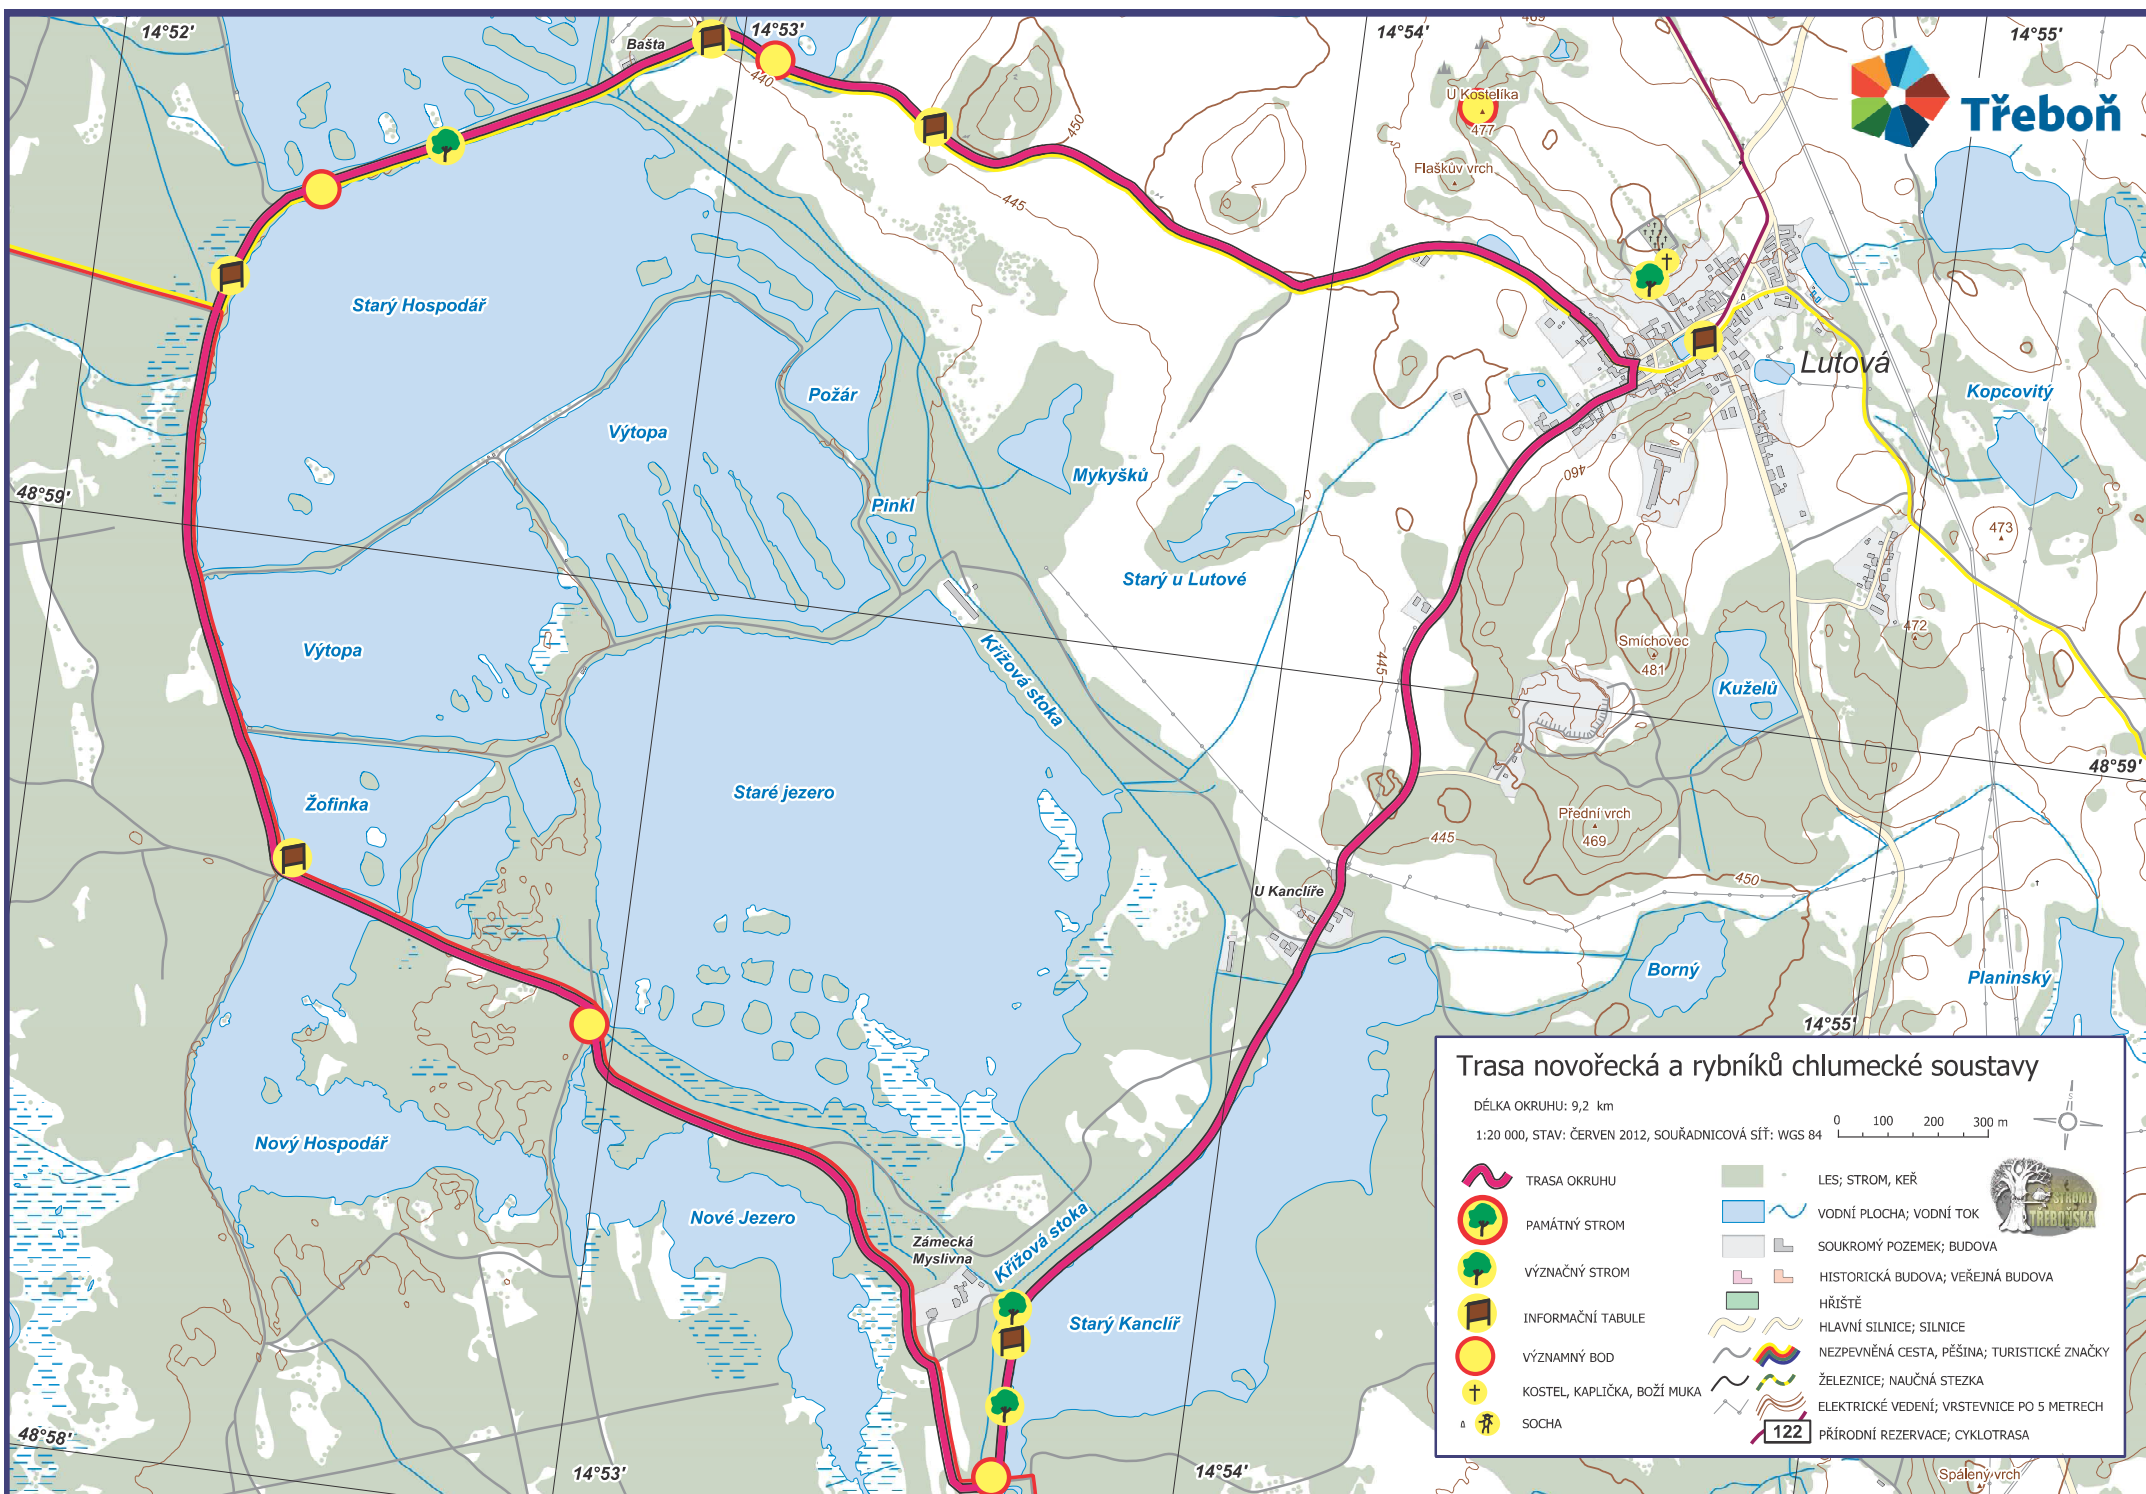 14°52'
14°53'
14°54'
14°55'
Bašta
440
469
U Kostelíka
477
Třeboň
450
Flaškův vrch
445
Starý Hospodář
Lutová
Požár
Kopcovitý
Výtopa
Mykyšků
460
48°59'
Pinkl
473
Starý u Lutové
472
Smíchovec
481
Výtopa
Křížová stoka
445
Kuželů
48°59'
Staré jezero
Žofinka
Přední vrch
469
445
450
U Kanclíře
Borný
Planinský
14°55'
Nový Hospodář
Nové Jezero
Zámecká
Myslivna
Křížová stoka
Starý Kanclíř
48°58'
14°53'
14°54'
Trasa novořecká a rybníků chlumecké soustavy
DÉLKA OKRUHU: 9,2 km
1:20 000, STAV: ČERVEN 2012, SOUŘADNICOVÁ SÍŤ: WGS 84
0 100 200 300 m
S
TRASA OKRUHU
PAMÁTNÝ STROM
VÝZNAČNÝ STROM
INFORMAČNÍ TABULE
VÝZNAMNÝ BOD
KOSTEL, KAPLIČKA, BOŽÍ MUKA
SOCHA
LES; STROM, KEŘ
VODNÍ PLOCHA; VODNÍ TOK
SOUKROMÝ POZEMEK; BUDOVA
HISTORICKÁ BUDOVA; VEŘEJNÁ BUDOVA
HŘIŠTĚ
HLAVNÍ SILNICE; SILNICE
NEZPEVNĚNÁ CESTA, PĚŠINA; TURISTICKÉ ZNAČKY
ŽELEZNICE; NAUČNÁ STEZKA
ELEKTRICKÉ VEDENÍ; VRSTEVNICE PO 5 METRECH
122
PŘÍRODNÍ REZERVACE; CYKLOTRASA
STROMY
TŘEBOŇSKA
Spálený vrch